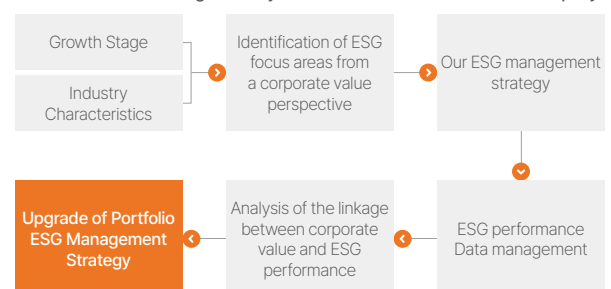 Growth Stage
Industry
Characteristics
Identification of ESG
focus areas from
a corporate value
perspective
Our ESG management
strategy
Upgrade of Portfolio
ESG Management
Strategy
Analysis of the linkage
between corporate
value and ESG
performance
ESG performance
Data management